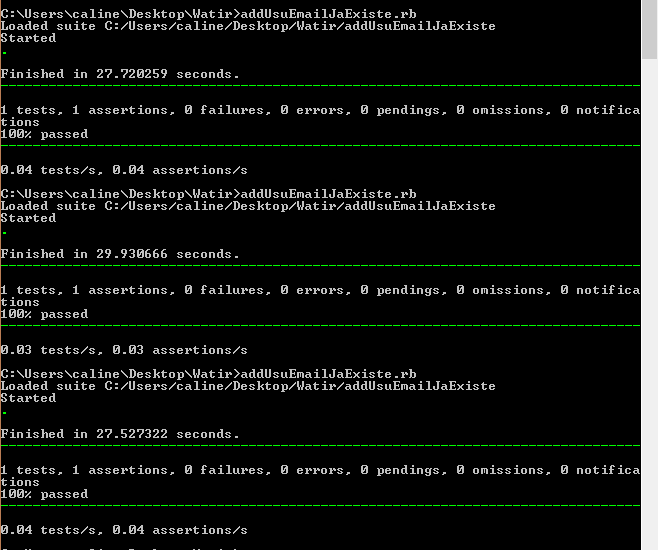 C:\Users\caline\Desktop\Watir>addUsuEmailJaExiste.rb
Loaded suite C:/Users/caline/Desktop/Watir/addUsuEmailJaExiste
Started
.
Finished in 27.720259 seconds.
--------------------------------------------------------------------------------
1 tests, 1 assertions, 0 failures, 0 errors, 0 pendings, 0 omissions, 0 notifica
tions
100% passed
--------------------------------------------------------------------------------
0.04 tests/s, 0.04 assertions/s
C:\Users\caline\Desktop\Watir>addUsuEmailJaExiste.rb
Loaded suite C:/Users/caline/Desktop/Watir/addUsuEmailJaExiste
Started
.
Finished in 29.930666 seconds.
--------------------------------------------------------------------------------
1 tests, 1 assertions, 0 failures, 0 errors, 0 pendings, 0 omissions, 0 notifica
tions
100% passed
--------------------------------------------------------------------------------
0.03 tests/s, 0.03 assertions/s
C:\Users\caline\Desktop\Watir>addUsuEmailJaExiste.rb
Loaded suite C:/Users/caline/Desktop/Watir/addUsuEmailJaExiste
Started
.
Finished in 27.527322 seconds.
--------------------------------------------------------------------------------
1 tests, 1 assertions, 0 failures, 0 errors, 0 pendings, 0 omissions, 0 notifica
tions
100% passed
--------------------------------------------------------------------------------
0.04 tests/s, 0.04 assertions/s